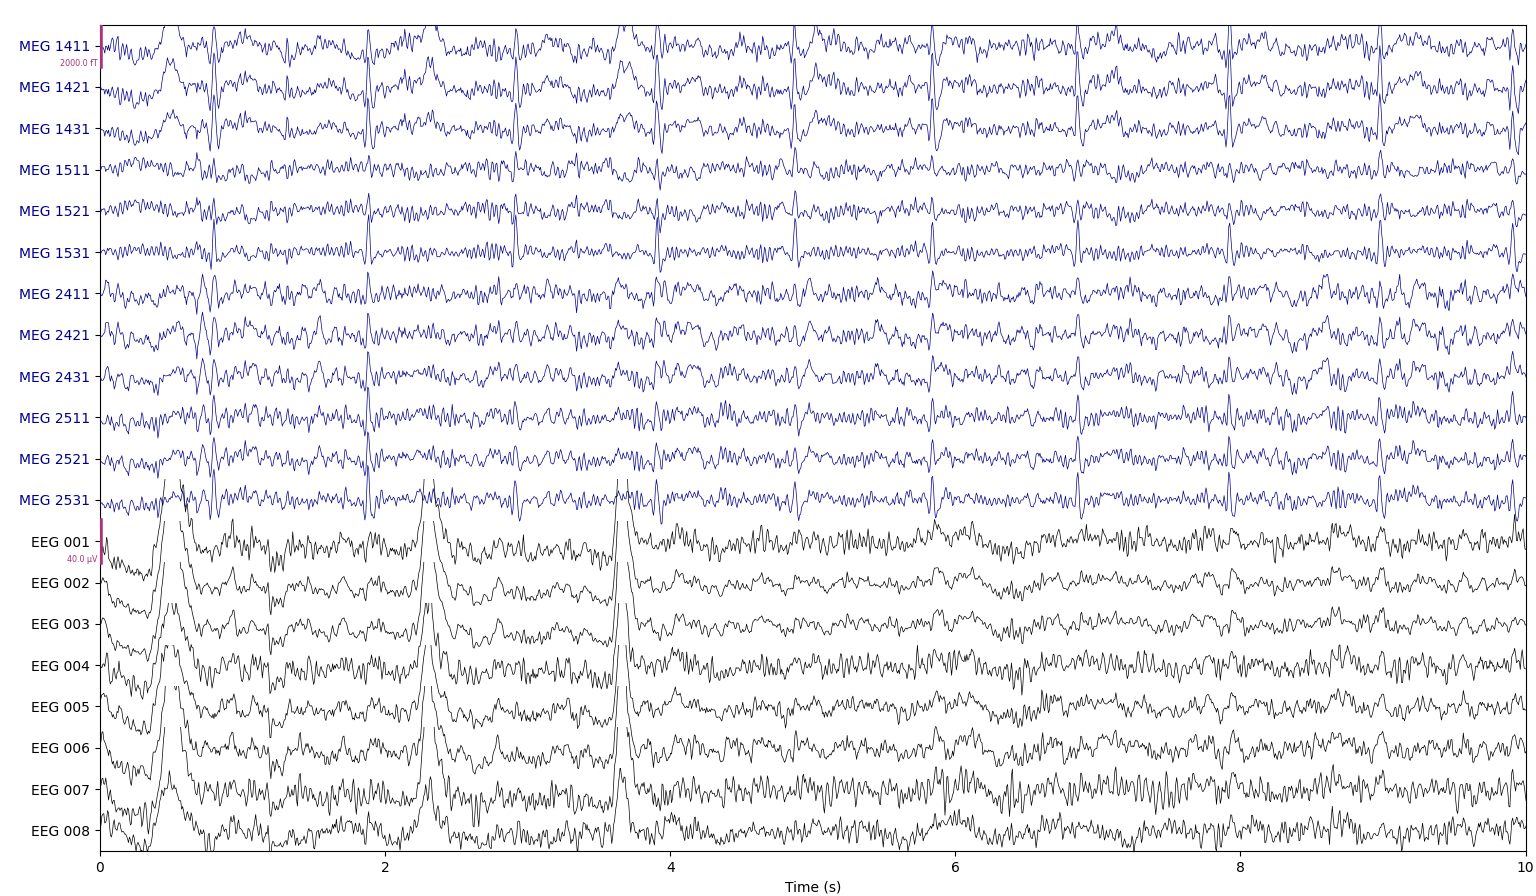 MEG 1411
2000.0 fT
MEG 1421
MEG 1431
MEG 1511
MEG 1521
MEG 1531
MEG 2411
MEG 2421
MEG 2431
MEG 2511
MEG 2521
MEG 2531
EEG 001
40.0 µV
EEG 002
EEG 003
EEG 004
EEG 005
EEG 006
EEG 007
EEG 008
0 2 4 6 8 10
Time (s)